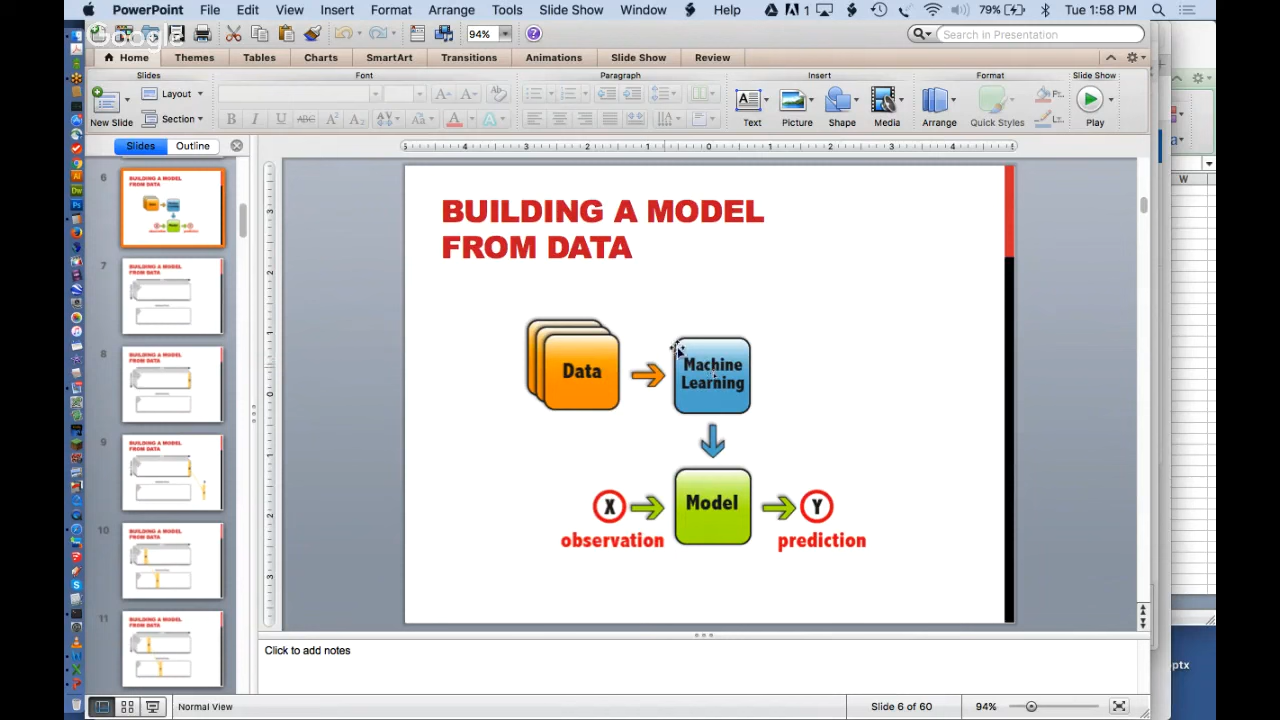 PowerPoint File Edit View Insert Format Arrange Tools Slide Show Window Help 1 79% Tue 1:58 PM
Google
94% Search in Presentation
Home Themes Tables Charts SmartArt Transitions Animations Slide Show Review
Slides Font Paragraph Insert Format Slide Show
Layout
Section
New Slide Text Picture Shape Media Arrange Quick Styles Play
Slides Outline
6
7
8
9
10
11
W
BUILDING A MODEL
FROM DATA
Data
Machine
Learning
X
Model
Y
observation
prediction
Click to add notes
pptx
Normal View Slide 6 of 60 94%